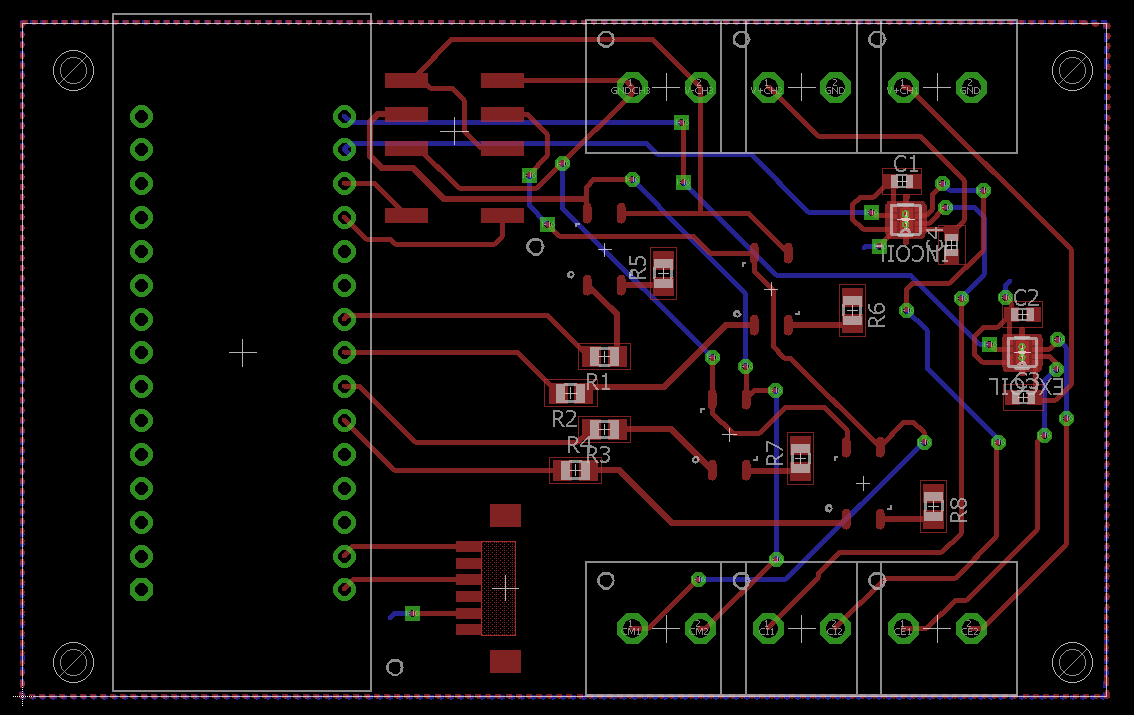 1 2 1 2 1 2
GNDCH3 V-CH3 V+CH2 GND V+CH1 GND
C1
C4
INCOIL
R5
R6
C2
C3
EXCOIL
R1
R2
R4
R3
R7
R8
1 2 1 2 1 2
CM1 CM2 CI1 CI2 CE1 CE2